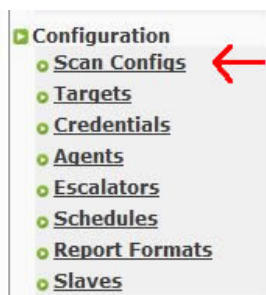 Configuration
Scan Configs
Targets
Credentials
Agents
Escalators
Schedules
Report Formats
Slaves